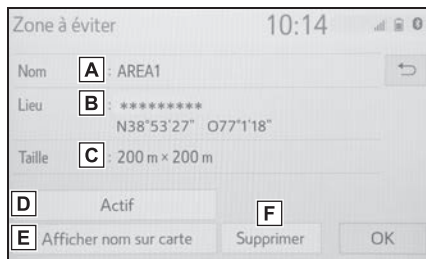 Zone à éviter 10:14 0
Nom A : AREA1
Lieu B : *********
N38°53'27" O77°1'18"
Taille C : 200 m × 200 m
D Actif F
E Afficher nom sur carte Supprimer OK